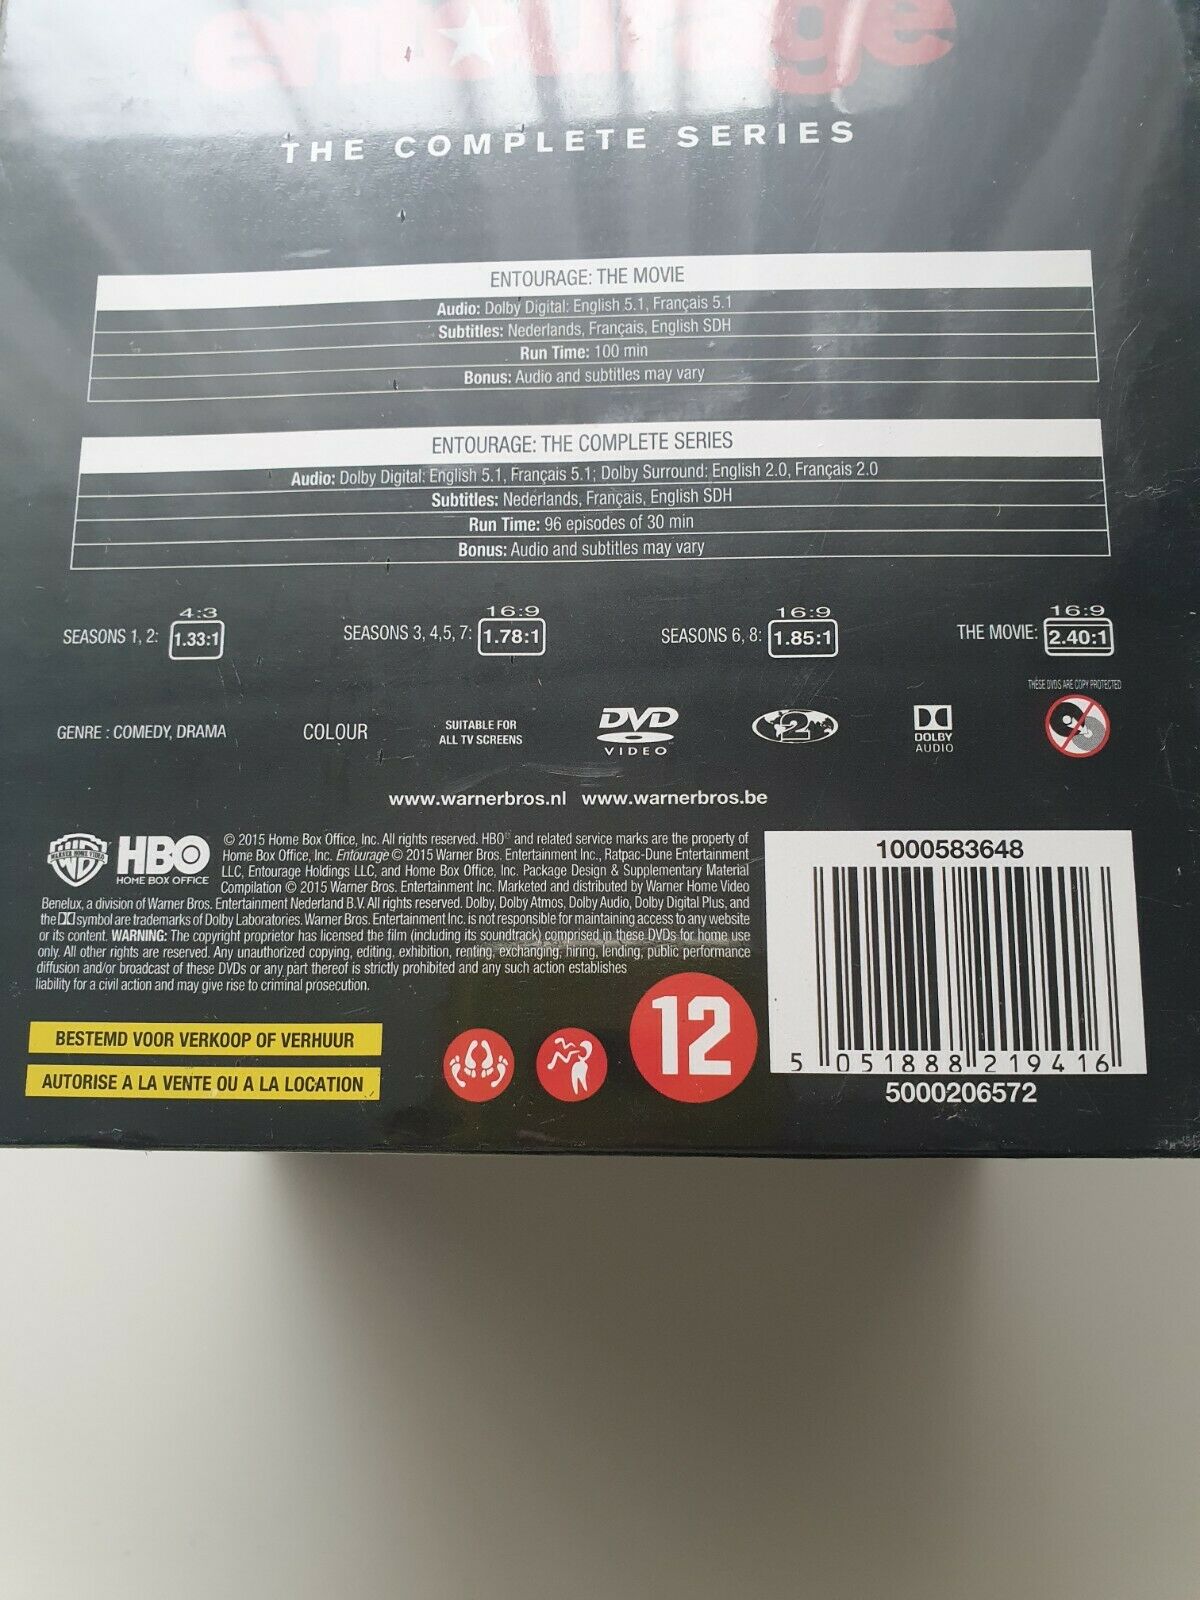 entourage
THE COMPLETE SERIES
ENTOURAGE: THE MOVIE
Audio: Dolby Digital: English 5.1, Français 5.1
Subtitles: Nederlands, Français, English SDH
Run Time: 100 min
Bonus: Audio and subtitles may vary
ENTOURAGE: THE COMPLETE SERIES
Audio: Dolby Digital: English 5.1, Français 5.1; Dolby Surround: English 2.0, Français 2.0
Subtitles: Nederlands, Français, English SDH
Run Time: 96 episodes of 30 min
Bonus: Audio and subtitles may vary
4:3
SEASONS 1, 2: 1.33:1
16:9
SEASONS 3, 4,5, 7: 1.78:1
16:9
SEASONS 6, 8: 1.85:1
16:9
THE MOVIE: 2.40:1
THESE DVDS ARE COPY PROTECTED
GENRE : COMEDY, DRAMA
COLOUR
SUITABLE FOR
ALL TV SCREENS
DVD
VIDEO
2
DOLBY
AUDIO
www.warnerbros.nl www.warnerbros.be
WARNER HOME VIDEO
HBO
HOME BOX OFFICE
© 2015 Home Box Office, Inc. All rights reserved. HBO® and related service marks are the property of
Home Box Office, Inc. Entourage © 2015 Warner Bros. Entertainment Inc., Ratpac-Dune Entertainment
LLC, Entourage Holdings LLC, and Home Box Office, Inc. Package Design & Supplementary Material
Compilation © 2015 Warner Bros. Entertainment Inc. Marketed and distributed by Warner Home Video
Benelux, a division of Warner Bros. Entertainment Nederland B.V. All rights reserved. Dolby, Dolby Atmos, Dolby Audio, Dolby Digital Plus, and
the symbol are trademarks of Dolby Laboratories. Warner Bros. Entertainment Inc. is not responsible for maintaining access to any website
or its content. WARNING: The copyright proprietor has licensed the film (including its soundtrack) comprised in these DVDs for home use
only. All other rights are reserved. Any unauthorized copying, editing, exhibition, renting, exchanging, hiring, lending, public performance
diffusion and/or broadcast of these DVDs or any part thereof is strictly prohibited and any such action establishes
liability for a civil action and may give rise to criminal prosecution.
BESTEMD VOOR VERKOOP OF VERHUUR
AUTORISE A LA VENTE OU A LA LOCATION
12
1000583648
5 051888 219416
5000206572